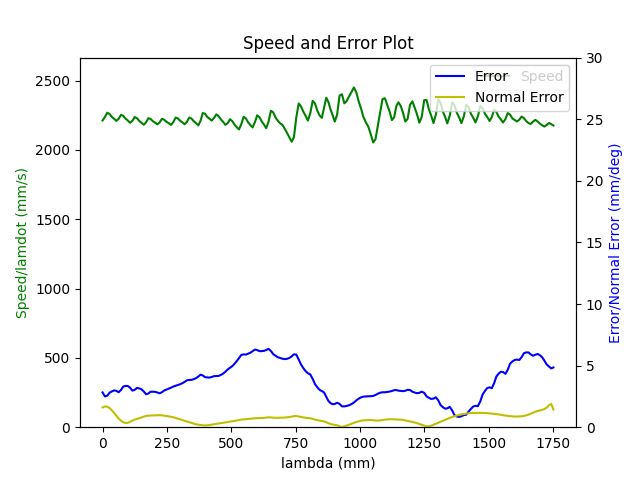 Speed and Error Plot
Error
Speed
Normal Error
2500
2000
1500
1000
500
0
Speed/lamdot (mm/s)
30
25
20
15
10
5
0
Error/Normal Error (mm/deg)
0 250 500 750 1000 1250 1500 1750
lambda (mm)